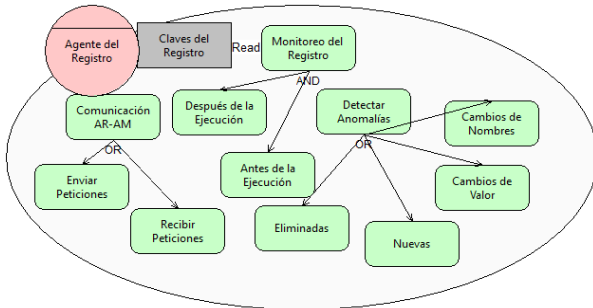 Agente del
Registro
Claves del
Registro
Read
Monitoreo del
Registro
AND
Comunicación
AR-AM
OR
Después de la
Ejecución
Detectar
Anomalías
OR
Cambios de
Nombres
Enviar
Peticiones
Antes de la
Ejecución
Cambios de
Valor
Recibir
Peticiones
Eliminadas
Nuevas